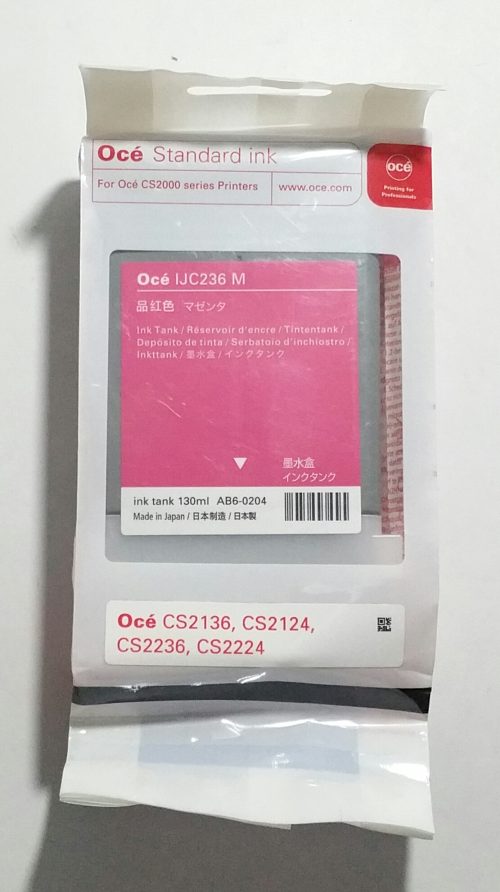 Océ Standard ink
For Océ CS2000 series Printers
www.oce.com
océ
Printing for
Professionals
Océ IJC236 M
品红色 マゼンタ
Ink Tank / Réservoir d'encre / Tintentank /
Depósito de tinta / Serbatoio d'inchiostro /
Inkttank / 墨水盒 / インクタンク
墨水盒
インクタンク
ink tank 130ml AB6-0204
Made in Japan / 日本制造 / 日本製
Océ CS2136, CS2124,
CS2236, CS2224